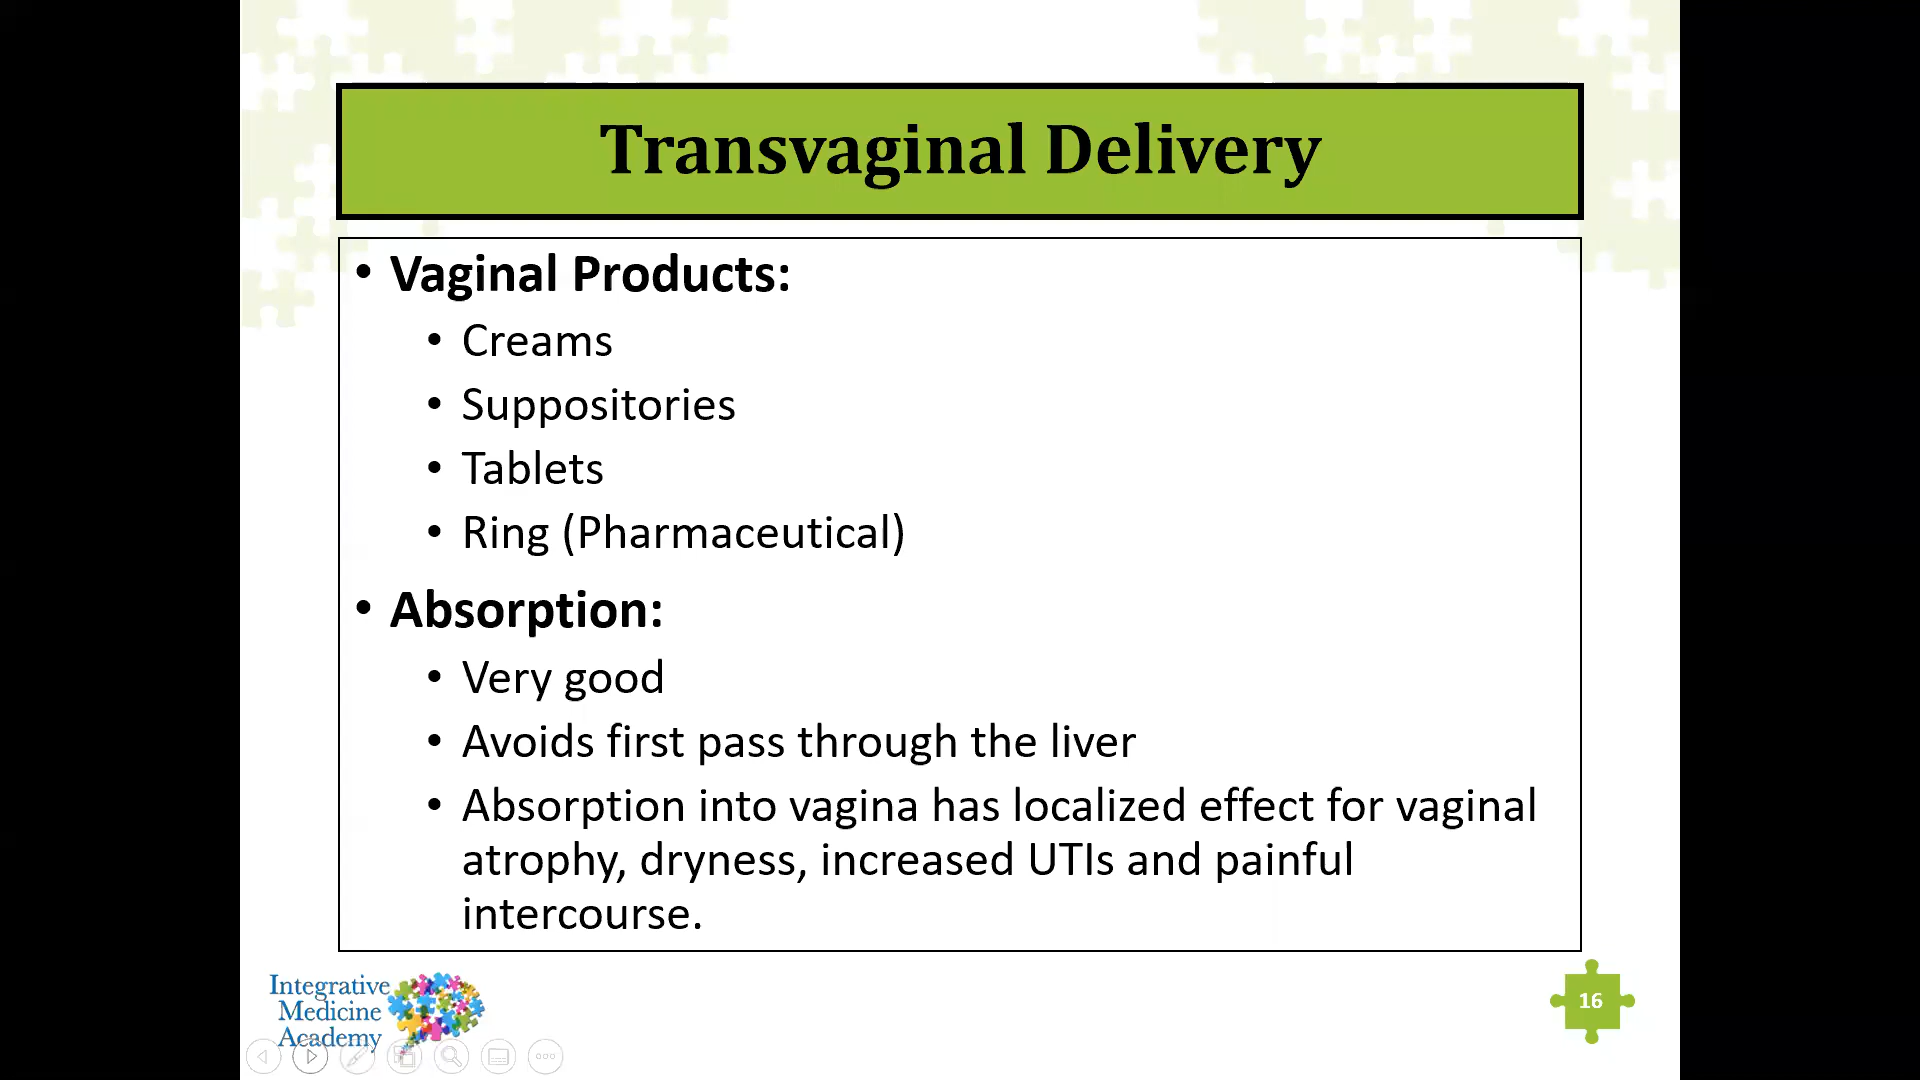 Transvaginal Delivery
• Vaginal Products:
• Creams
• Suppositories
• Tablets
• Ring (Pharmaceutical)
• Absorption:
• Very good
• Avoids first pass through the liver
• Absorption into vagina has localized effect for vaginal
atrophy, dryness, increased UTIs and painful
intercourse.
Integrative
Medicine
Academy
16